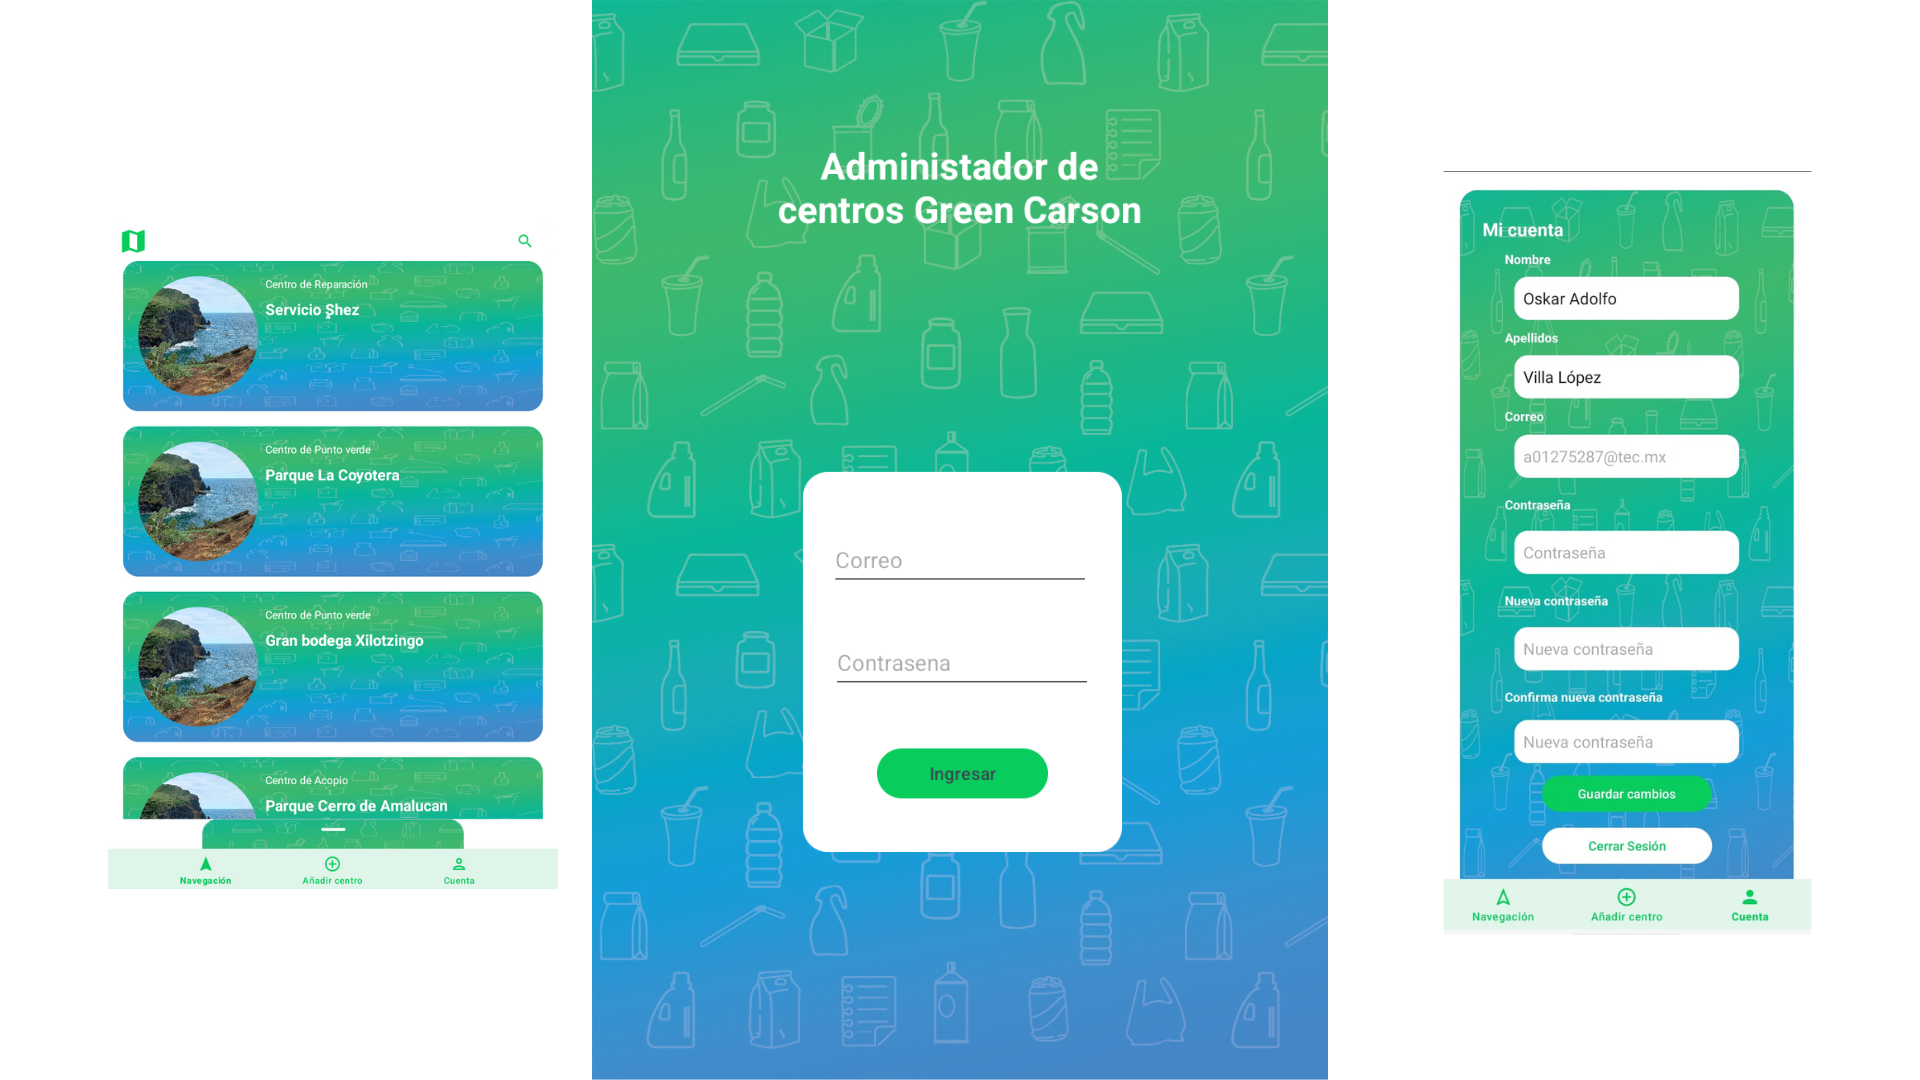 Centro de Reparación
Servicio Shez
Centro de Punto verde
Parque La Coyotera
Centro de Punto verde
Gran bodega Xilotzingo
Centro de Acopio
Parque Cerro de Amalucan
Navegación
Añadir centro
Cuenta
Administador de
centros Green Carson
Correo
Contrasena
Ingresar
Mi cuenta
Nombre
Oskar Adolfo
Apellidos
Villa López
Correo
a01275287@tec.mx
Contraseña
Contraseña
Nueva contraseña
Nueva contraseña
Confirma nueva contraseña
Nueva contraseña
Guardar cambios
Cerrar Sesión
Navegación
Añadir centro
Cuenta